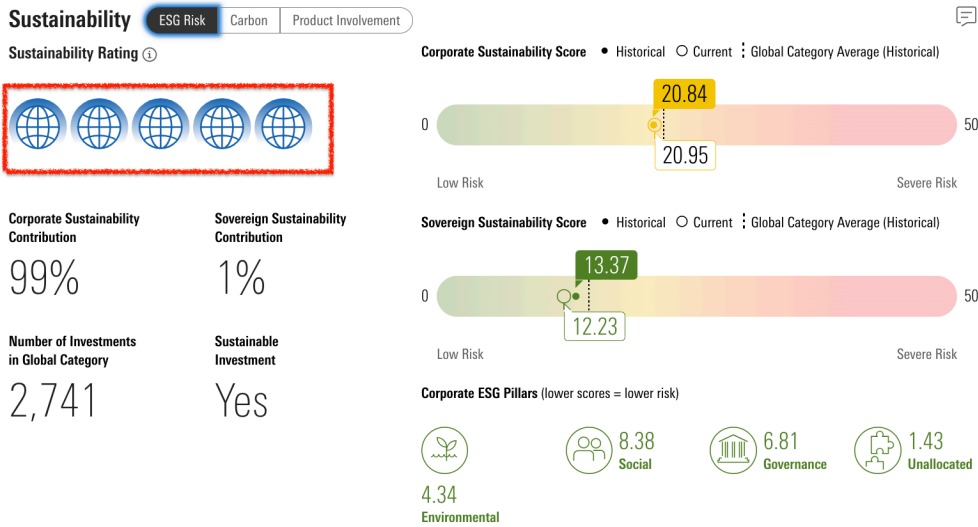 Sustainability
ESG Risk
Carbon
Product Involvement
Sustainability Rating
Corporate Sustainability Contribution
99%
Sovereign Sustainability Contribution
1%
Number of Investments in Global Category
2,741
Sustainable Investment
Yes
Corporate Sustainability Score Historical Current Global Category Average (Historical)
20.84
0
50
20.95
Low Risk
Severe Risk
Sovereign Sustainability Score Historical Current Global Category Average (Historical)
13.37
0
50
12.23
Low Risk
Severe Risk
Corporate ESG Pillars (lower scores = lower risk)
4.34
Environmental
8.38
Social
6.81
Governance
1.43
Unallocated